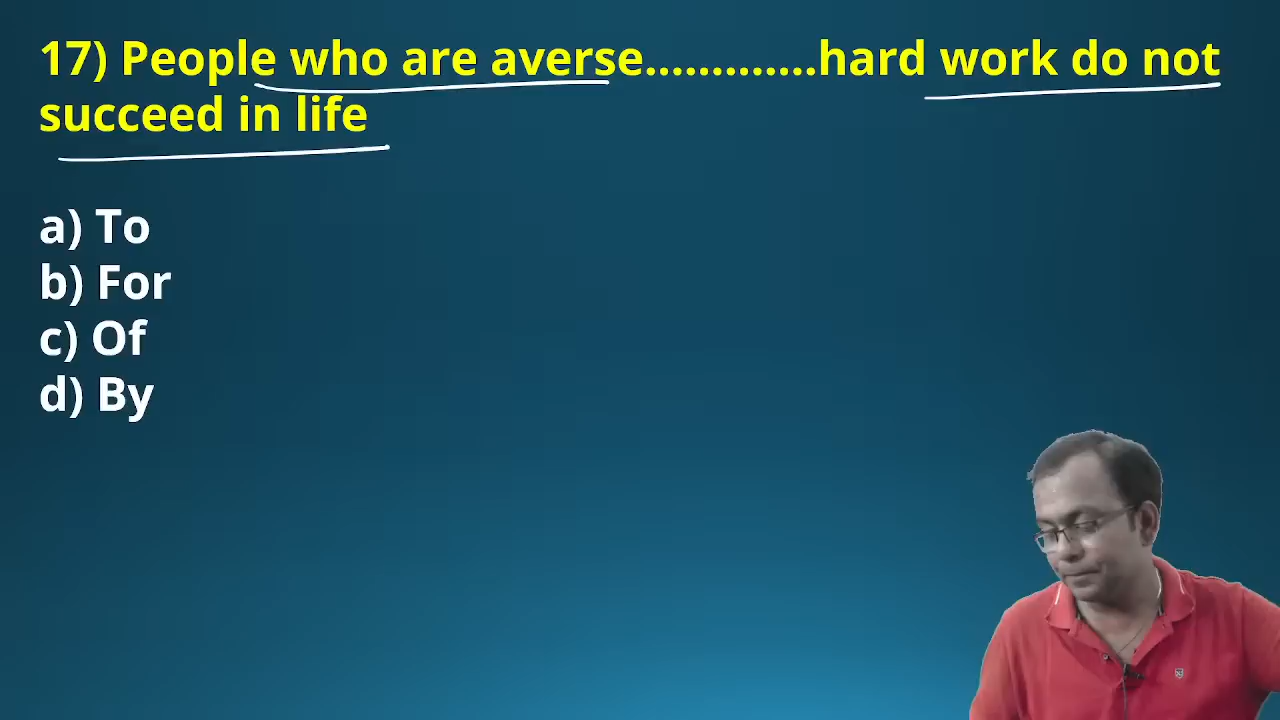 17) People who are averse.............hard work do not
succeed in life
a) To
b) For
c) Of
d) By